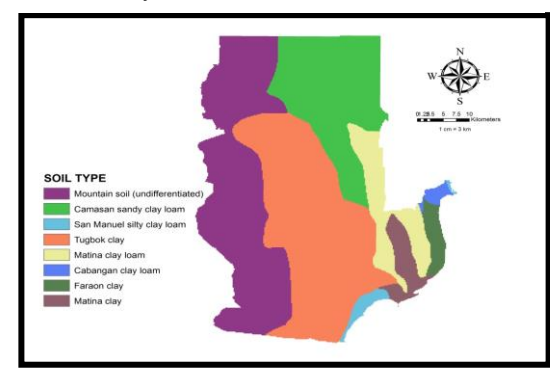 N
W E
S
Kilometers
1 cm = 3 km
SOIL TYPE
Mountain soil (undifferentiated)
Camasan sandy clay loam
San Manuel silty clay loam
Tugbok clay
Matina clay loam
Cabangan clay loam
Faraon clay
Matina clay